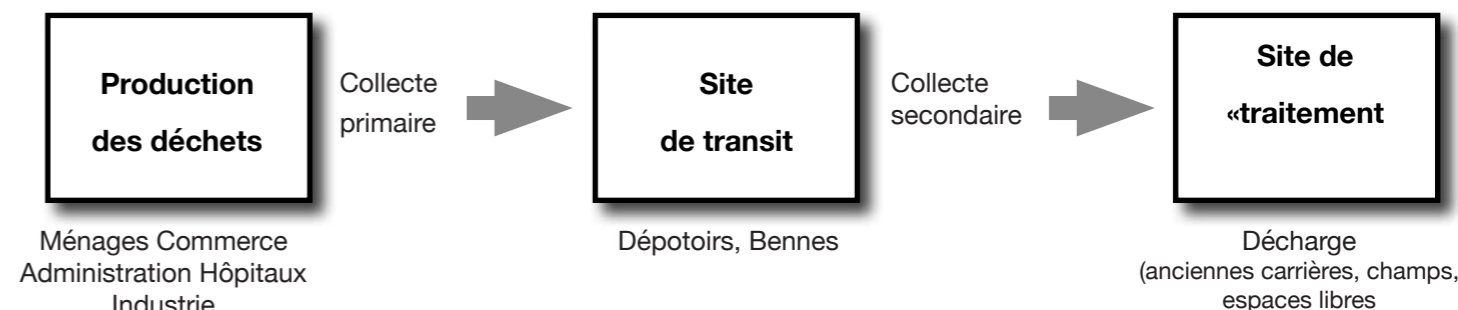 Production
des déchets
Collecte
primaire
Site
de transit
Collecte
secondaire
Site de
«traitement
Ménages Commerce
Administration Hôpitaux
Industrie
Dépotoirs, Bennes
Décharge
(anciennes carrières, champs,
espaces libres